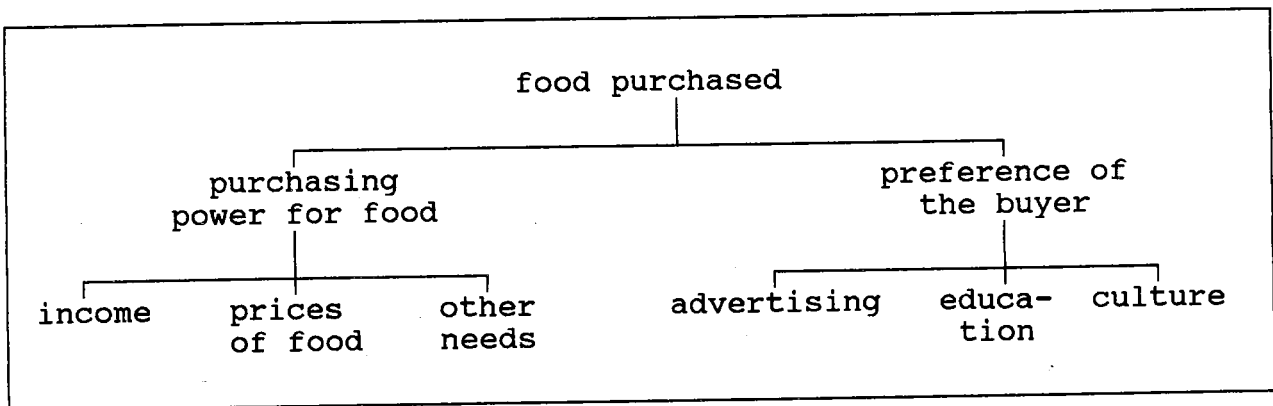 food purchased
purchasing
power for food
preference of
the buyer
income
prices
of food
other
needs
advertising
educa-
tion
culture